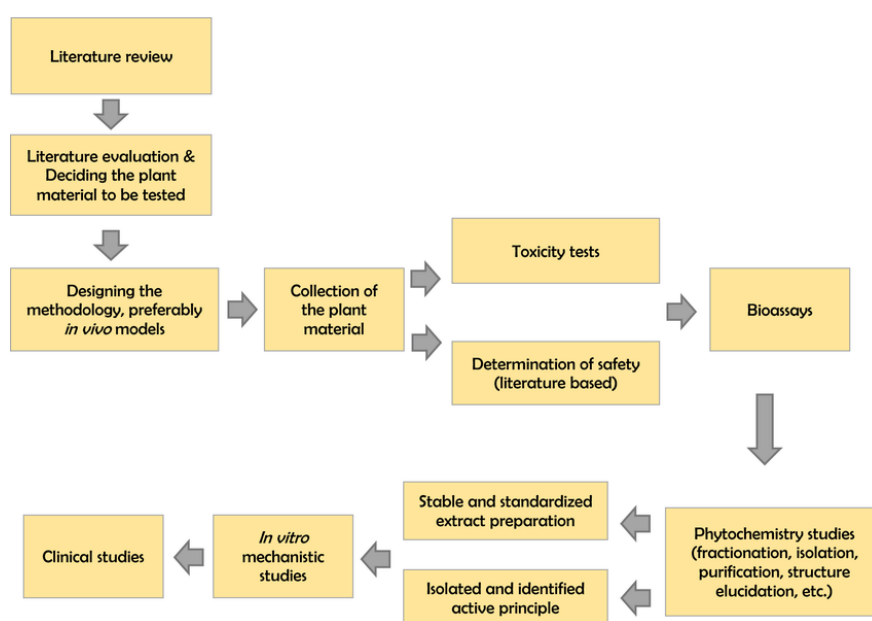 Literature review
Literature evaluation &
Deciding the plant
material to be tested
Designing the
methodology, preferably
in vivo models
Collection of
the plant
material
Toxicity tests
Determination of safety
(literature based)
Bioassays
Phytochemistry studies
(fractionation, isolation,
purification, structure
elucidation, etc.)
Stable and standardized
extract preparation
Isolated and identified
active principle
In vitro
mechanistic
studies
Clinical studies